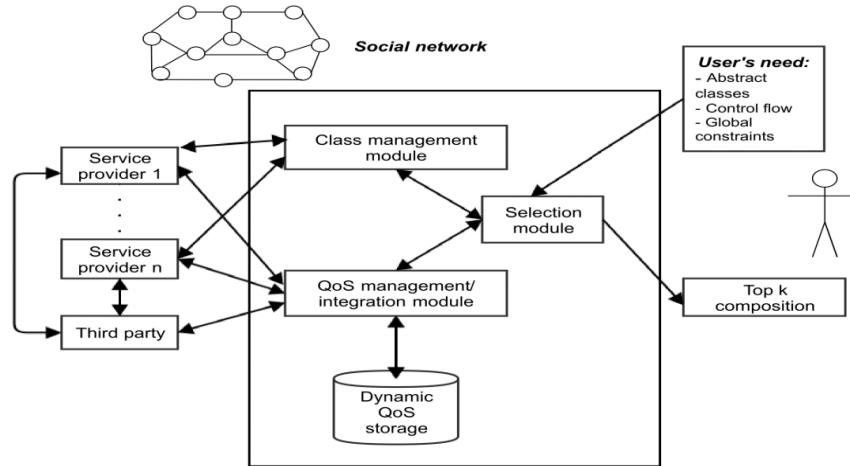 Social network
User's need:
- Abstract
classes
- Control flow
- Global
constraints
Class management
module
Service
provider 1
.
.
.
.
Service
provider n
Third party
Selection
module
QoS management/
integration module
Top k
composition
Dynamic
QoS
storage